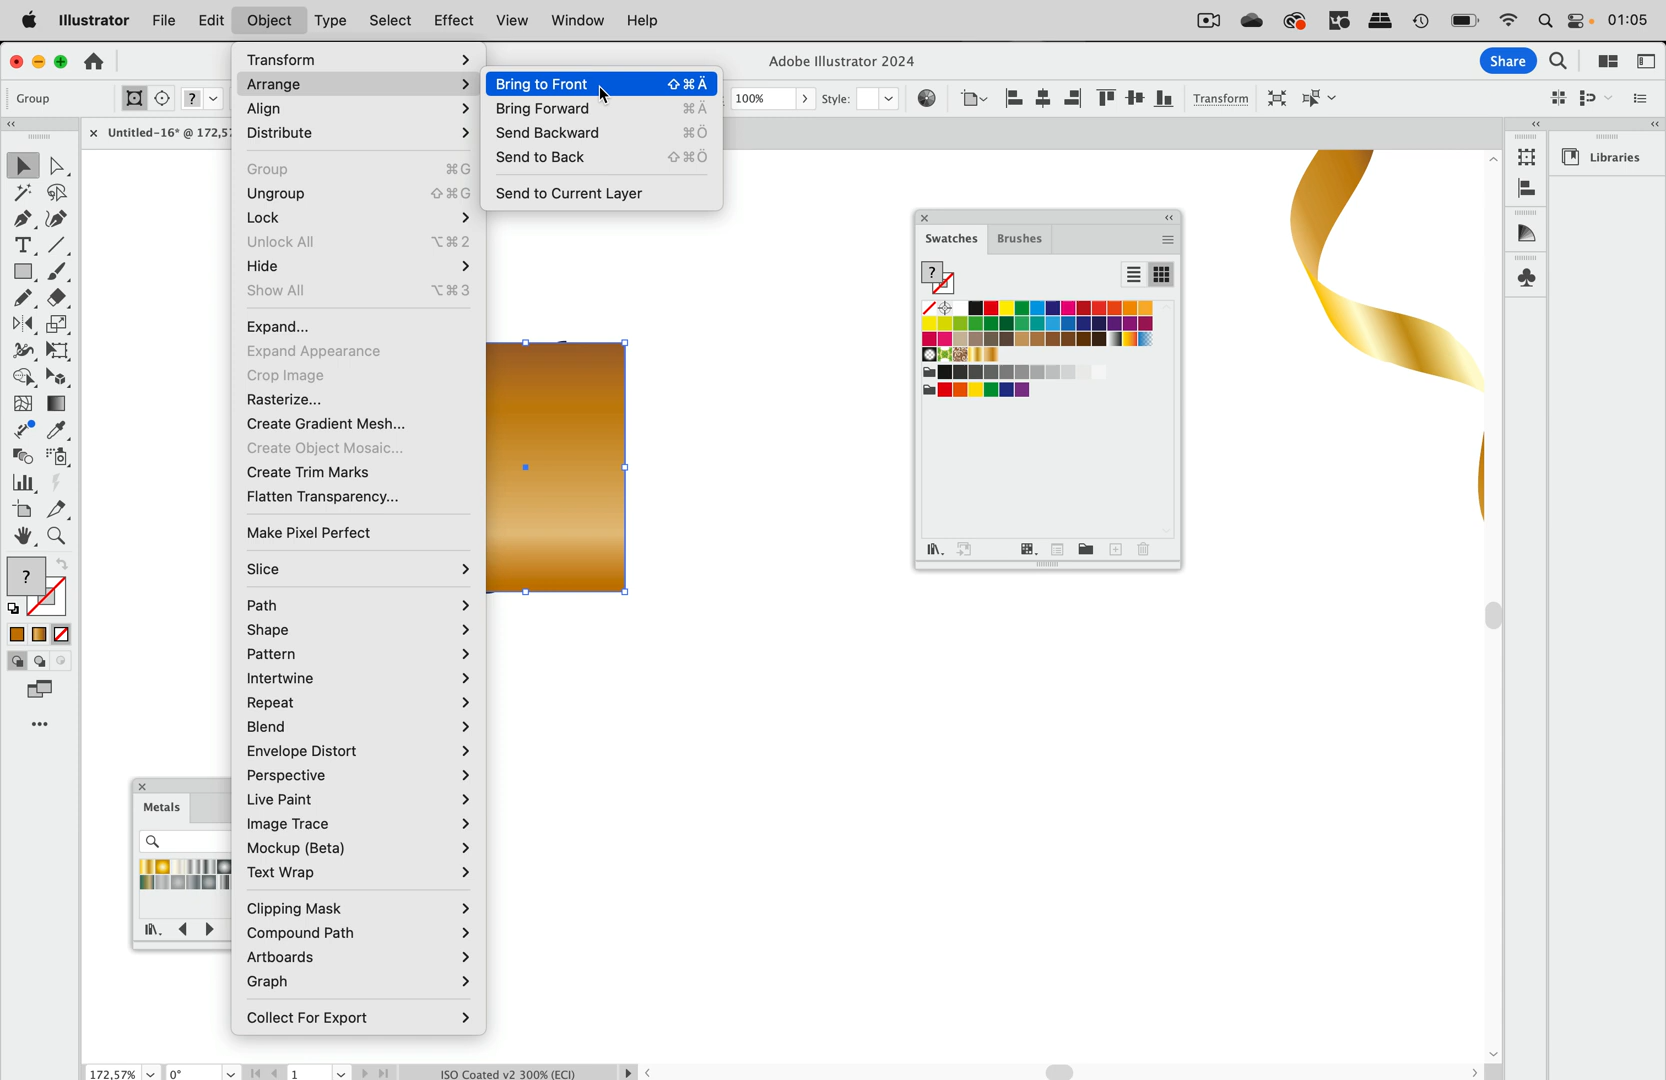 Illustrator File Edit Object Type Select Effect View Window Help 01:05
Adobe Illustrator 2024 Share
Group ? 100% Style: Transform
× Untitled-16* @ 172,5
Transform
Arrange
Align
Distribute
Group ⌘G
Ungroup ⇧⌘G
Lock
Unlock All ⌥⌘2
Hide
Show All ⌥⌘3
Expand...
Expand Appearance
Crop Image
Rasterize...
Create Gradient Mesh...
Create Object Mosaic...
Create Trim Marks
Flatten Transparency...
Make Pixel Perfect
Slice
Path
Shape
Pattern
Intertwine
Repeat
Blend
Envelope Distort
Perspective
Live Paint
Image Trace
Mockup (Beta)
Text Wrap
Clipping Mask
Compound Path
Artboards
Graph
Collect For Export
Bring to Front ⇧⌘Ä
Bring Forward ⌘Ä
Send Backward ⌘Ö
Send to Back ⇧⌘Ö
Send to Current Layer
Swatches Brushes
?
Libraries
?
Metals
172,57% 0° 1 ISO Coated v2 300% (ECI)